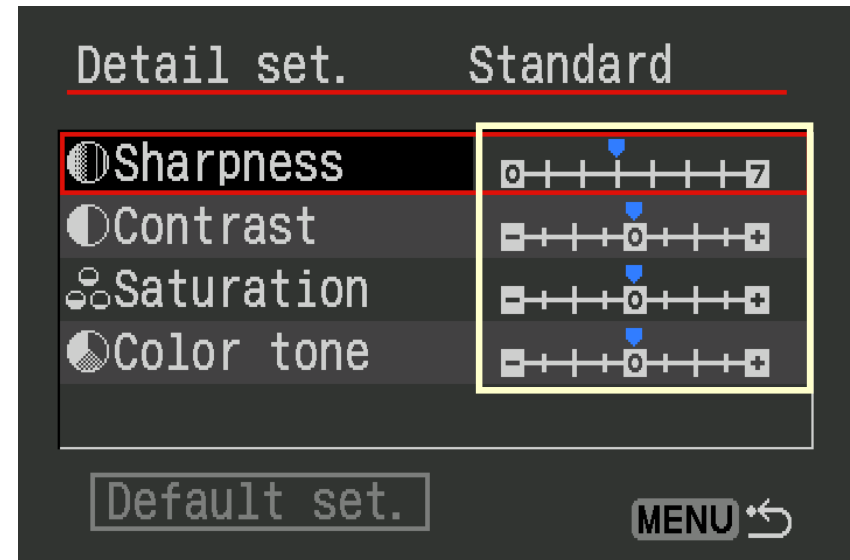 Detail set. Standard
Sharpness 0 7
Contrast - 0 +
Saturation - 0 +
Color tone - 0 +
Default set.
MENU